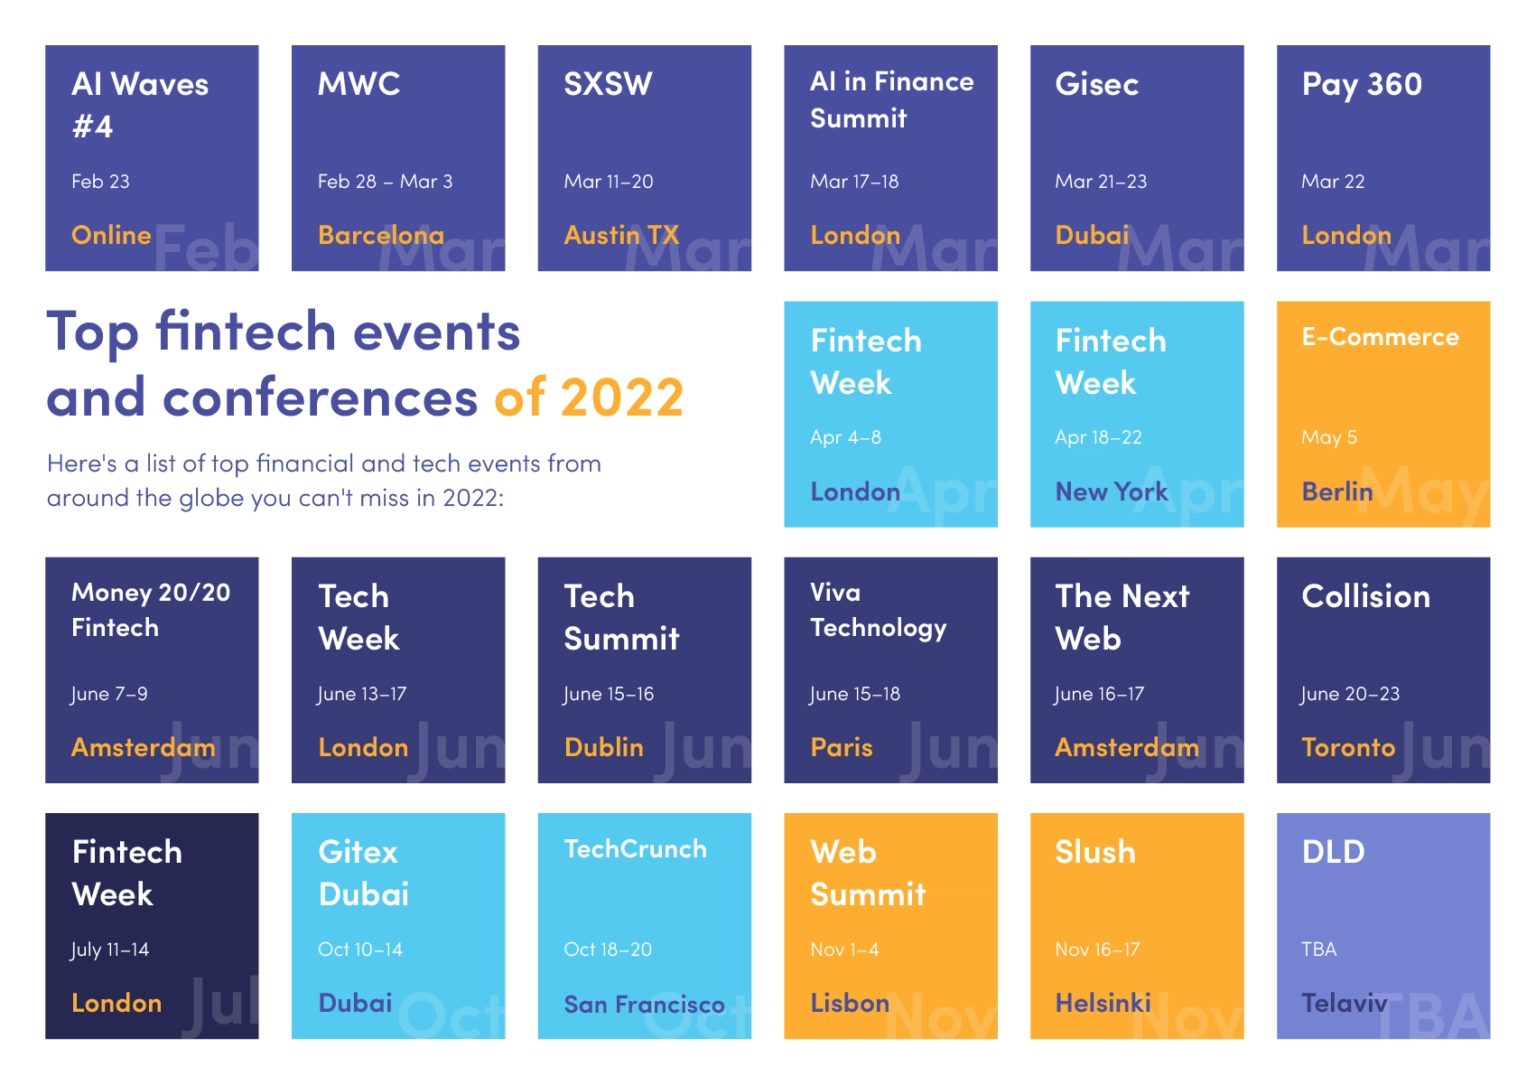 AI Waves
#4
Feb 23
Online
Feb
MWC
Feb 28 – Mar 3
Barcelona
Mar
SXSW
Mar 11–20
Austin TX
Mar
AI in Finance
Summit
Mar 17–18
London
Mar
Gisec
Mar 21–23
Dubai
Mar
Pay 360
Mar 22
London
Mar
Top fintech events
and conferences of 2022
Here's a list of top financial and tech events from
around the globe you can't miss in 2022:
Fintech
Week
Apr 4–8
London
Apr
Fintech
Week
Apr 18–22
New York
Apr
E-Commerce
May 5
Berlin
May
Money 20/20
Fintech
June 7–9
Amsterdam
Jun
Tech
Week
June 13–17
London
Jun
Tech
Summit
June 15–16
Dublin
Jun
Viva
Technology
June 15–18
Paris
Jun
The Next
Web
June 16–17
Amsterdam
Jun
Collision
June 20–23
Toronto
Jun
Fintech
Week
July 11–14
London
Jul
Gitex
Dubai
Oct 10–14
Dubai
Oct
TechCrunch
Oct 18–20
San Francisco
Oct
Web
Summit
Nov 1–4
Lisbon
Nov
Slush
Nov 16–17
Helsinki
Nov
DLD
TBA
Telaviv
TBA